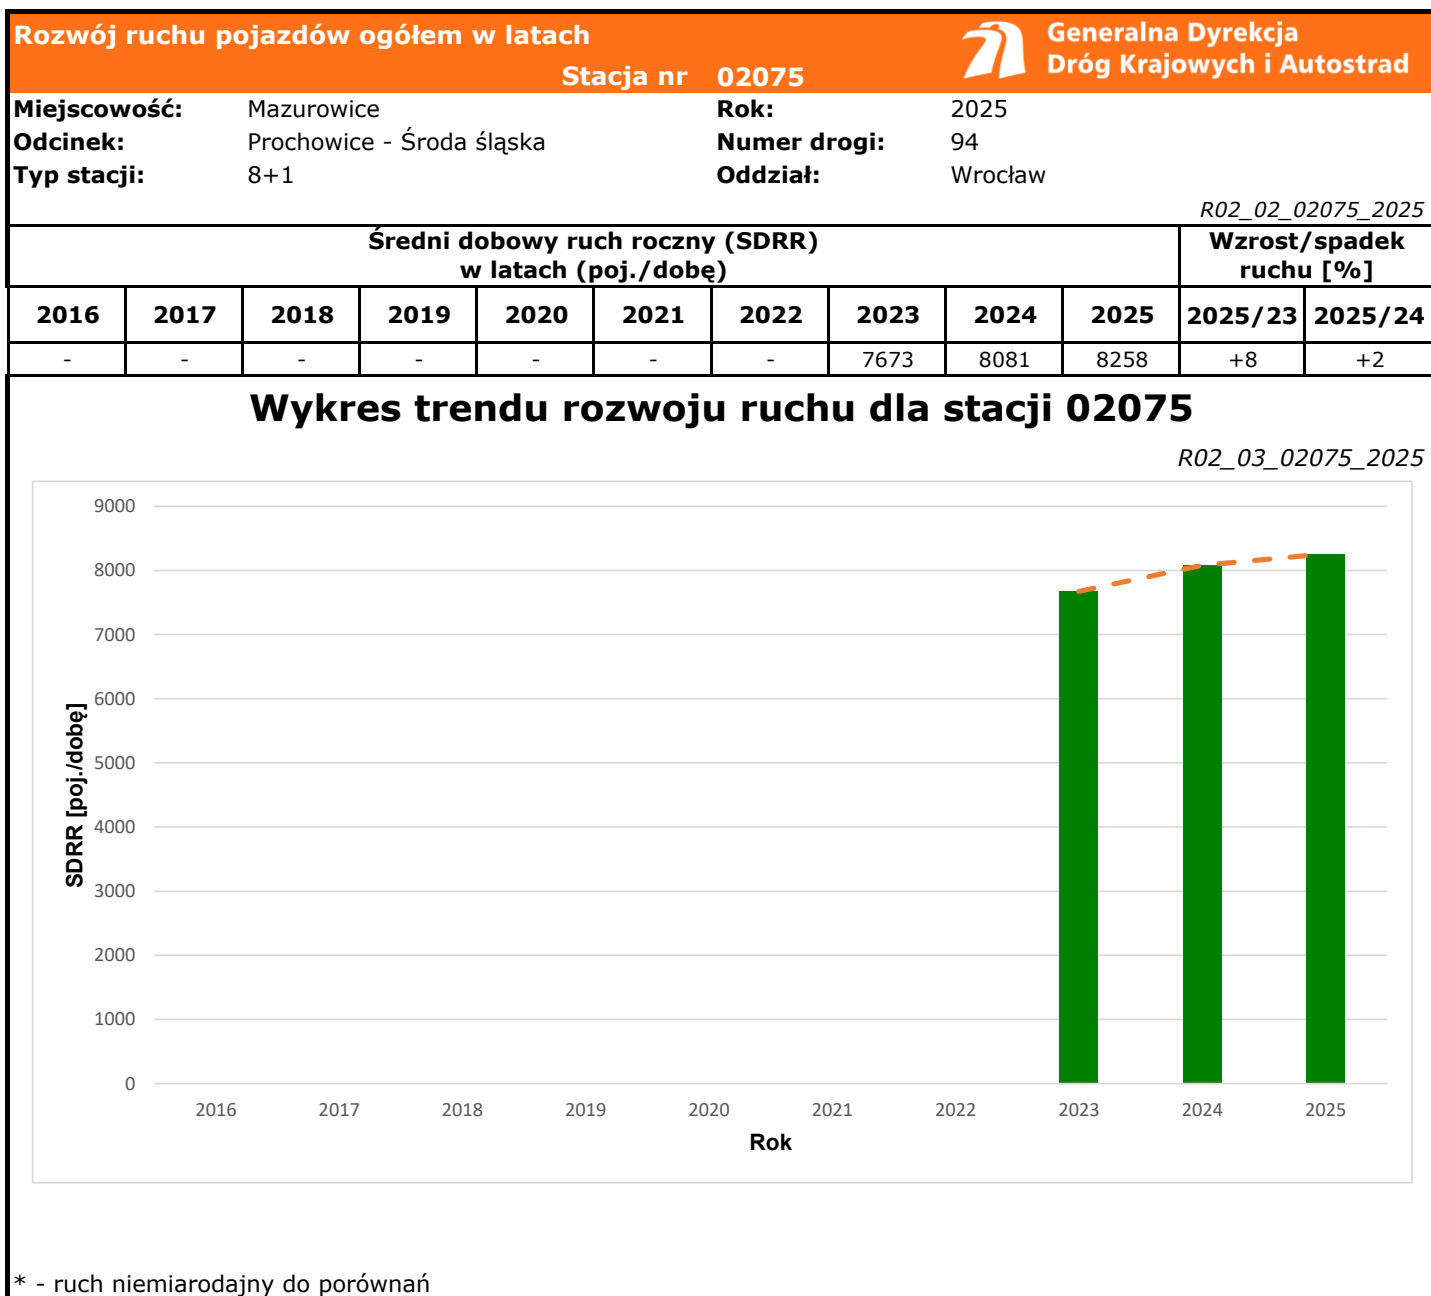 Rozwój ruchu pojazdów ogółem w latach
Generalna Dyrekcja
Dróg Krajowych i Autostrad
Stacja nr 02075
Miejscowość: Mazurowice Rok: 2025
Odcinek: Prochowice - Środa śląska Numer drogi: 94
Typ stacji: 8+1 Oddział: Wrocław
R02_02_02075_2025
Średni dobowy ruch roczny (SDRR)
w latach (poj./dobę)
Wzrost/spadek
ruchu [%]
2016 2017 2018 2019 2020 2021 2022 2023 2024 2025 2025/23 2025/24
- - - - - - - 7673 8081 8258 +8 +2
Wykres trendu rozwoju ruchu dla stacji 02075
R02_03_02075_2025
SDRR [poj./dobę]
9000
8000
7000
6000
5000
4000
3000
2000
1000
0
2016 2017 2018 2019 2020 2021 2022 2023 2024 2025
Rok
* - ruch niemiarodajny do porównań